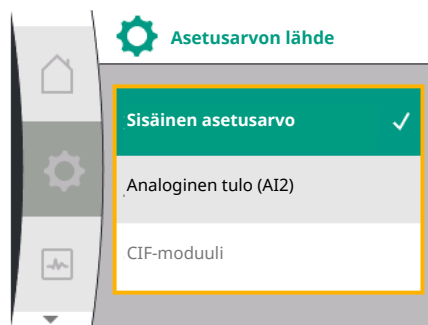 Asetusarvon lähde
Sisäinen asetusarvo
Analoginen tulo (AI2)
CIF-moduuli